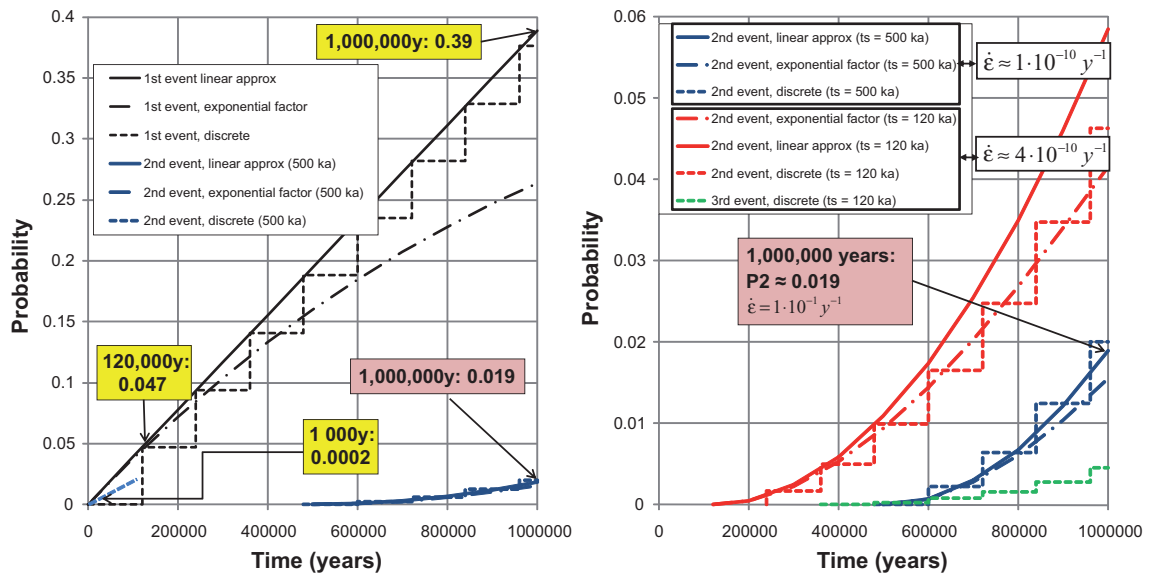 0.4
0.35
0.3
0.25
0.2
0.15
0.1
0.05
0
Probability
1,000,000y: 0.39
1st event linear approx
1st event, exponential factor
1st event, discrete
2nd event, linear approx (500 ka)
2nd event, exponential factor (500 ka)
2nd event, discrete (500 ka)
120,000y:
0.047
1,000,000y: 0.019
1 000y:
0.0002
0
200000
400000
600000
800000
1000000
Time (years)
0.06
0.05
0.04
0.03
0.02
0.01
0
Probability
2nd event, linear approx (ts = 500 ka)
2nd event, exponential factor (ts = 500 ka)
2nd event, discrete (ts = 500 ka)
ε̇ ≈ 1·10⁻¹⁰ y⁻¹
2nd event, exponential factor (ts = 120 ka)
2nd event, linear approx (ts = 120 ka)
2nd event, discrete (ts = 120 ka)
3rd event, discrete (ts = 120 ka)
ε̇ ≈ 4·10⁻¹⁰ y⁻¹
1,000,000 years:
P2 ≈ 0.019
ε̇ = 1·10⁻¹ y⁻¹
0
200000
400000
600000
800000
1000000
Time (years)